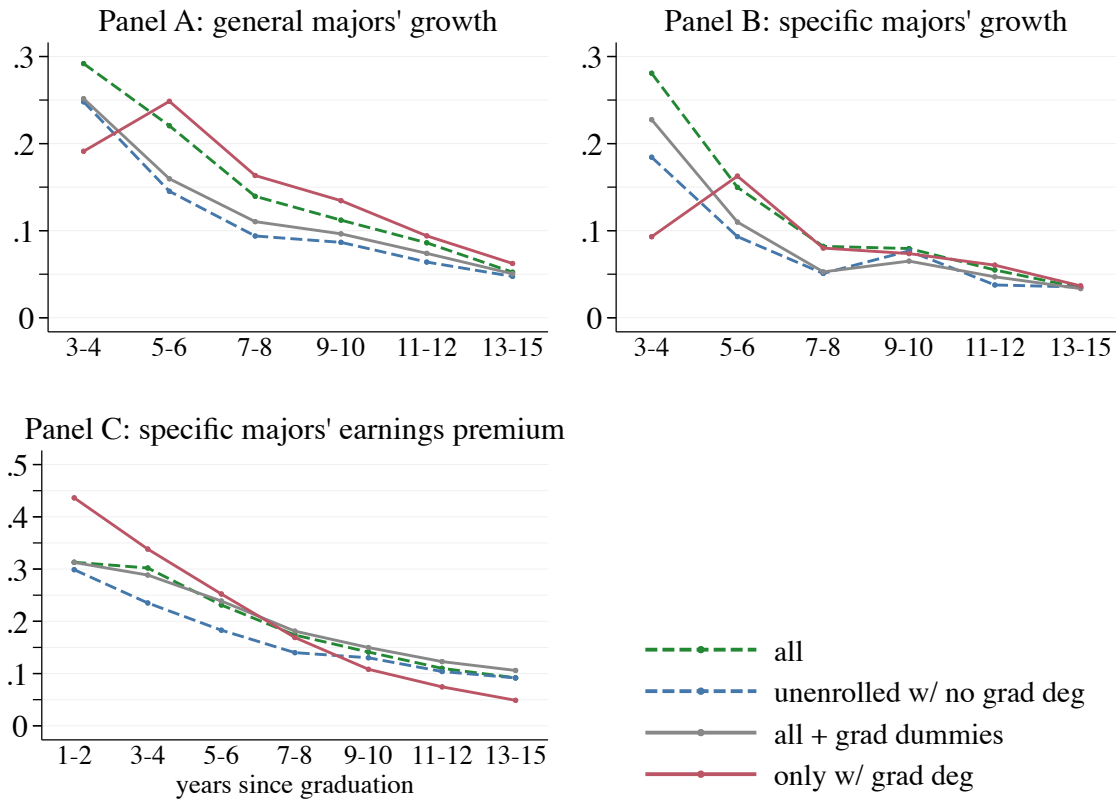 Panel A: general majors' growth
.3
.2
.1
0
3-4 5-6 7-8 9-10 11-12 13-15
Panel B: specific majors' growth
.3
.2
.1
0
3-4 5-6 7-8 9-10 11-12 13-15
Panel C: specific majors' earnings premium
.5
.4
.3
.2
.1
0
1-2 3-4 5-6 7-8 9-10 11-12 13-15
years since graduation
all
unenrolled w/ no grad deg
all + grad dummies
only w/ grad deg